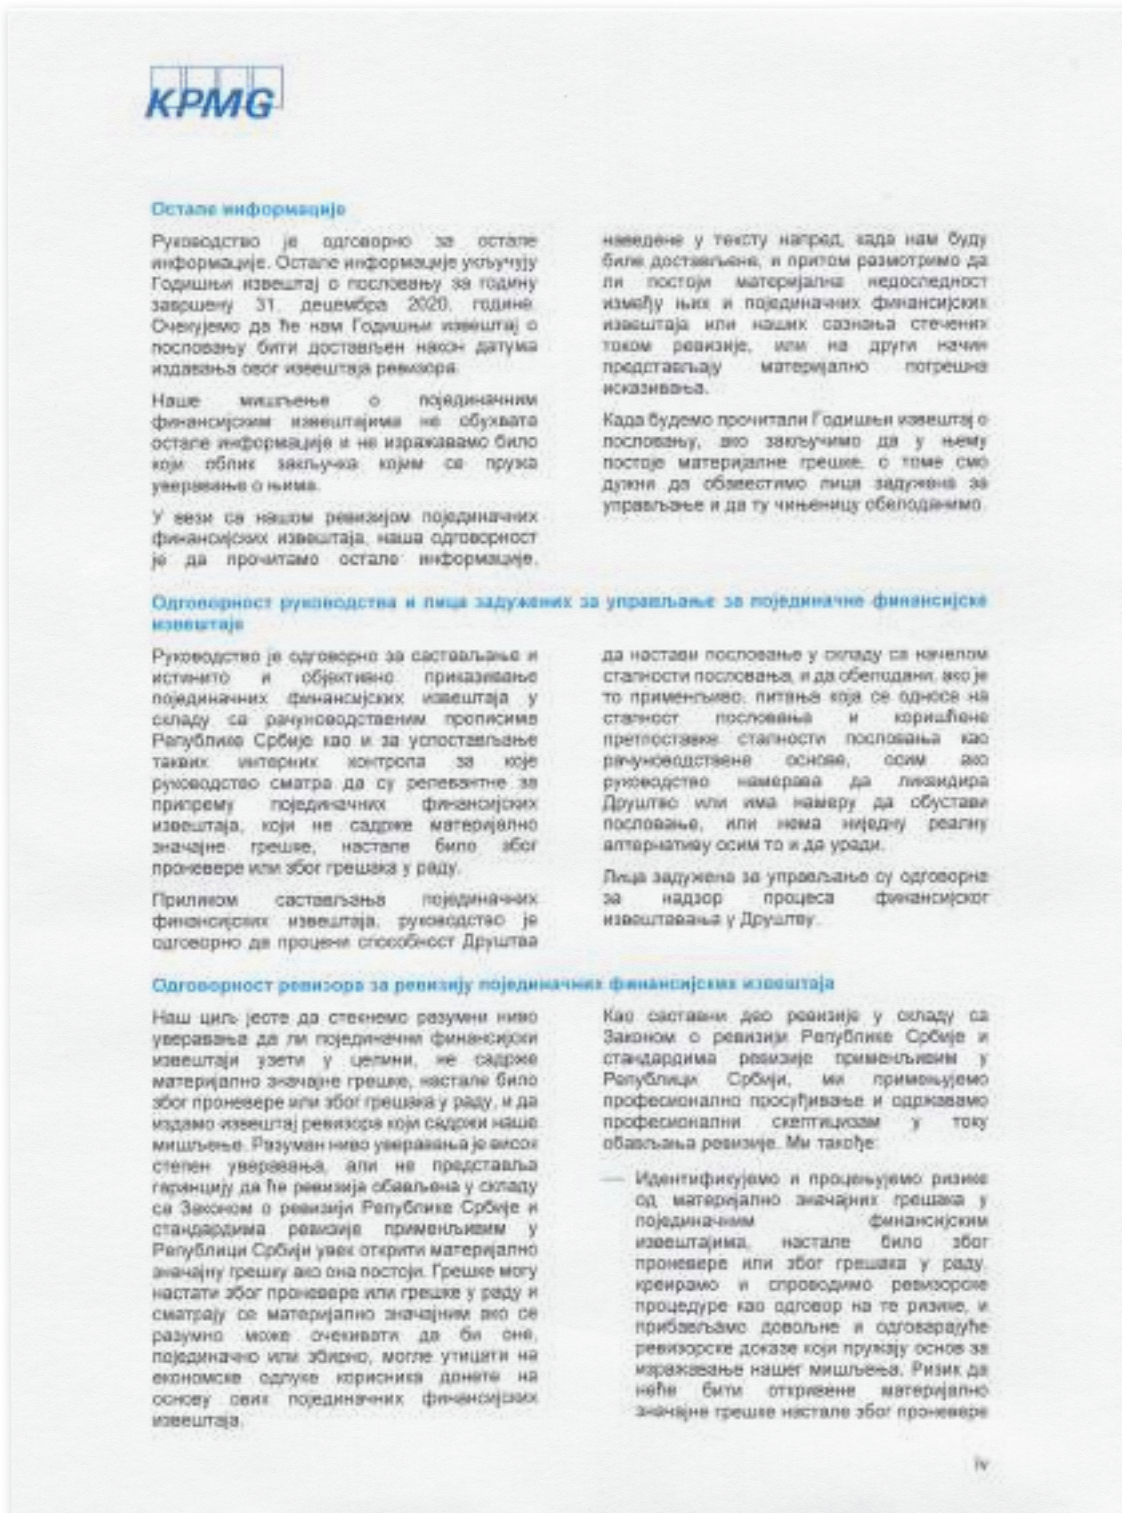 KPMG
Остале информације
Руководство је одговорно за остале
информације. Остале информације укључују
Годишњи извештај о пословању за годину
завршену 31. децембра 2020. године.
Очекујемо да ће нам Годишњи извештај о
пословању бити достављен након датума
издавања овог извештаја ревизора.
Наше мишљење о појединачним
финансијским извештајима не обухвата
остале информације и не изражавамо било
који облик закључка којим се пружа
уверавање о њима.
У вези са нашом ревизијом појединачних
финансијских извештаја, наша одговорност
је да прочитамо остале информације,
наведене у тексту напред, када нам буду
биле достављене, и притом размотримо да
ли постоји материјална недоследност
између њих и појединачних финансијских
извештаја или наших сазнања стечених
током ревизије, или на други начин
представљају материјално погрешна
исказивања.
Када будемо прочитали Годишњи извештај о
пословању, ако закључимо да у њему
постоје материјалне грешке, о томе смо
дужни да обавестимо лица задужена за
управљање и да ту чињеницу обелоданимо.
Одговорност руководства и лица задужених за управљање за појединачне финансијске
извештаје
Руководство је одговорно за састављање и
истинито и објективно приказивање
појединачних финансијских извештаја у
складу са рачуноводственим прописима
Републике Србије као и за успостављање
таквих интерних контрола за које
руководство сматра да су релевантне за
припрему појединачних финансијских
извештаја, који не садрже материјално
значајне грешке, настале било због
проневере или због грешака у раду.
Приликом састављања појединачних
финансијских извештаја, руководство је
одговорно да процени способност Друштва
да настави пословање у складу са начелом
сталности пословања, и да обелодани, ако је
то применљиво, питања која се односе на
сталност пословања и коришћене
претпоставке сталности пословања као
рачуноводствене основе, осим ако
руководство намерава да ликвидира
Друштво или има намеру да обустави
пословање, или нема ниједну реалну
алтернативу осим то и да уради.
Лица задужена за управљање су одговорна
за надзор процеса финансијског
извештавања у Друштву.
Одговорност ревизора за ревизију појединачних финансијских извештаја
Наш циљ јесте да стекнемо разумни ниво
уверавања да ли појединачни финансијски
извештаји узети у целини, не садрже
материјално значајне грешке, настале било
због проневере или због грешака у раду, и да
издамо извештај ревизора који садржи наше
мишљење. Разуман ниво уверавања је висок
степен уверавања, али не представља
гаранцију да ће ревизија обављена у складу
са Законом о ревизији Републике Србије и
стандардима ревизије применљивим у
Републици Србији увек открити материјално
значајну грешку ако она постоји. Грешке могу
настати због проневере или грешке у раду и
сматрају се материјално значајним ако се
разумно може очекивати да би оне,
појединачно или збирно, могле утицати на
економске одлуке корисника донете на
основу ових појединачних финансијских
извештаја.
Као саставни део ревизије у складу са
Законом о ревизији Републике Србије и
стандардима ревизије применљивим у
Републици Србији, ми примењујемо
професионално просуђивање и одржавамо
професионални скептицизам у току
обављања ревизије. Ми такође:
— Идентификујемо и процењујемо ризике
од материјално значајних грешака у
појединачним финансијским
извештајима, настале било због
проневере или због грешака у раду,
креирамо и спроводимо ревизорске
процедуре као одговор на те ризике, и
прибављамо довољне и одговарајуће
ревизорске доказе који пружају основ за
изражавање нашег мишљења. Ризик да
неће бити откривене материјално
значајне грешке настале због проневере
iv